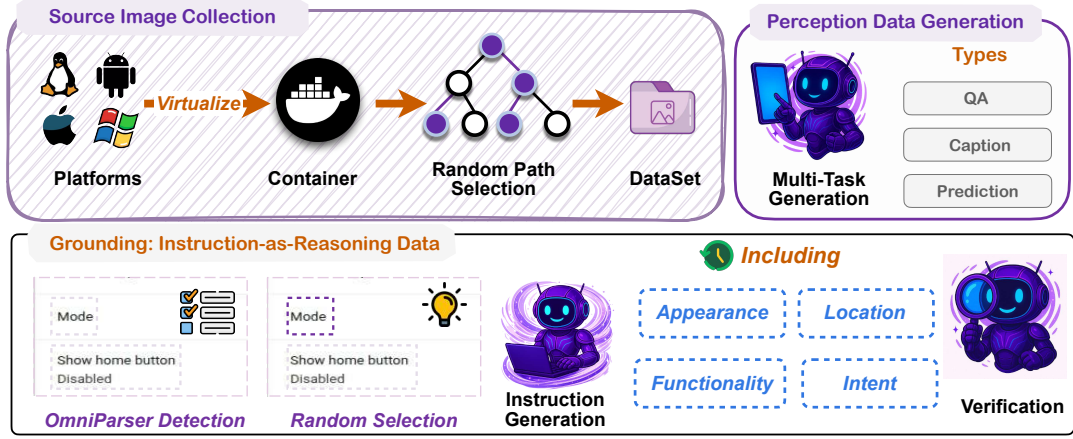 Source Image Collection
Virtualize
Platforms
Container
Random Path
Selection
DataSet
Perception Data Generation
Types
QA
Caption
Prediction
Multi-Task
Generation
Grounding: Instruction-as-Reasoning Data
Mode
Show home button
Disabled
OmniParser Detection
Mode
Show home button
Disabled
Random Selection
Instruction
Generation
Including
Appearance
Location
Functionality
Intent
Verification